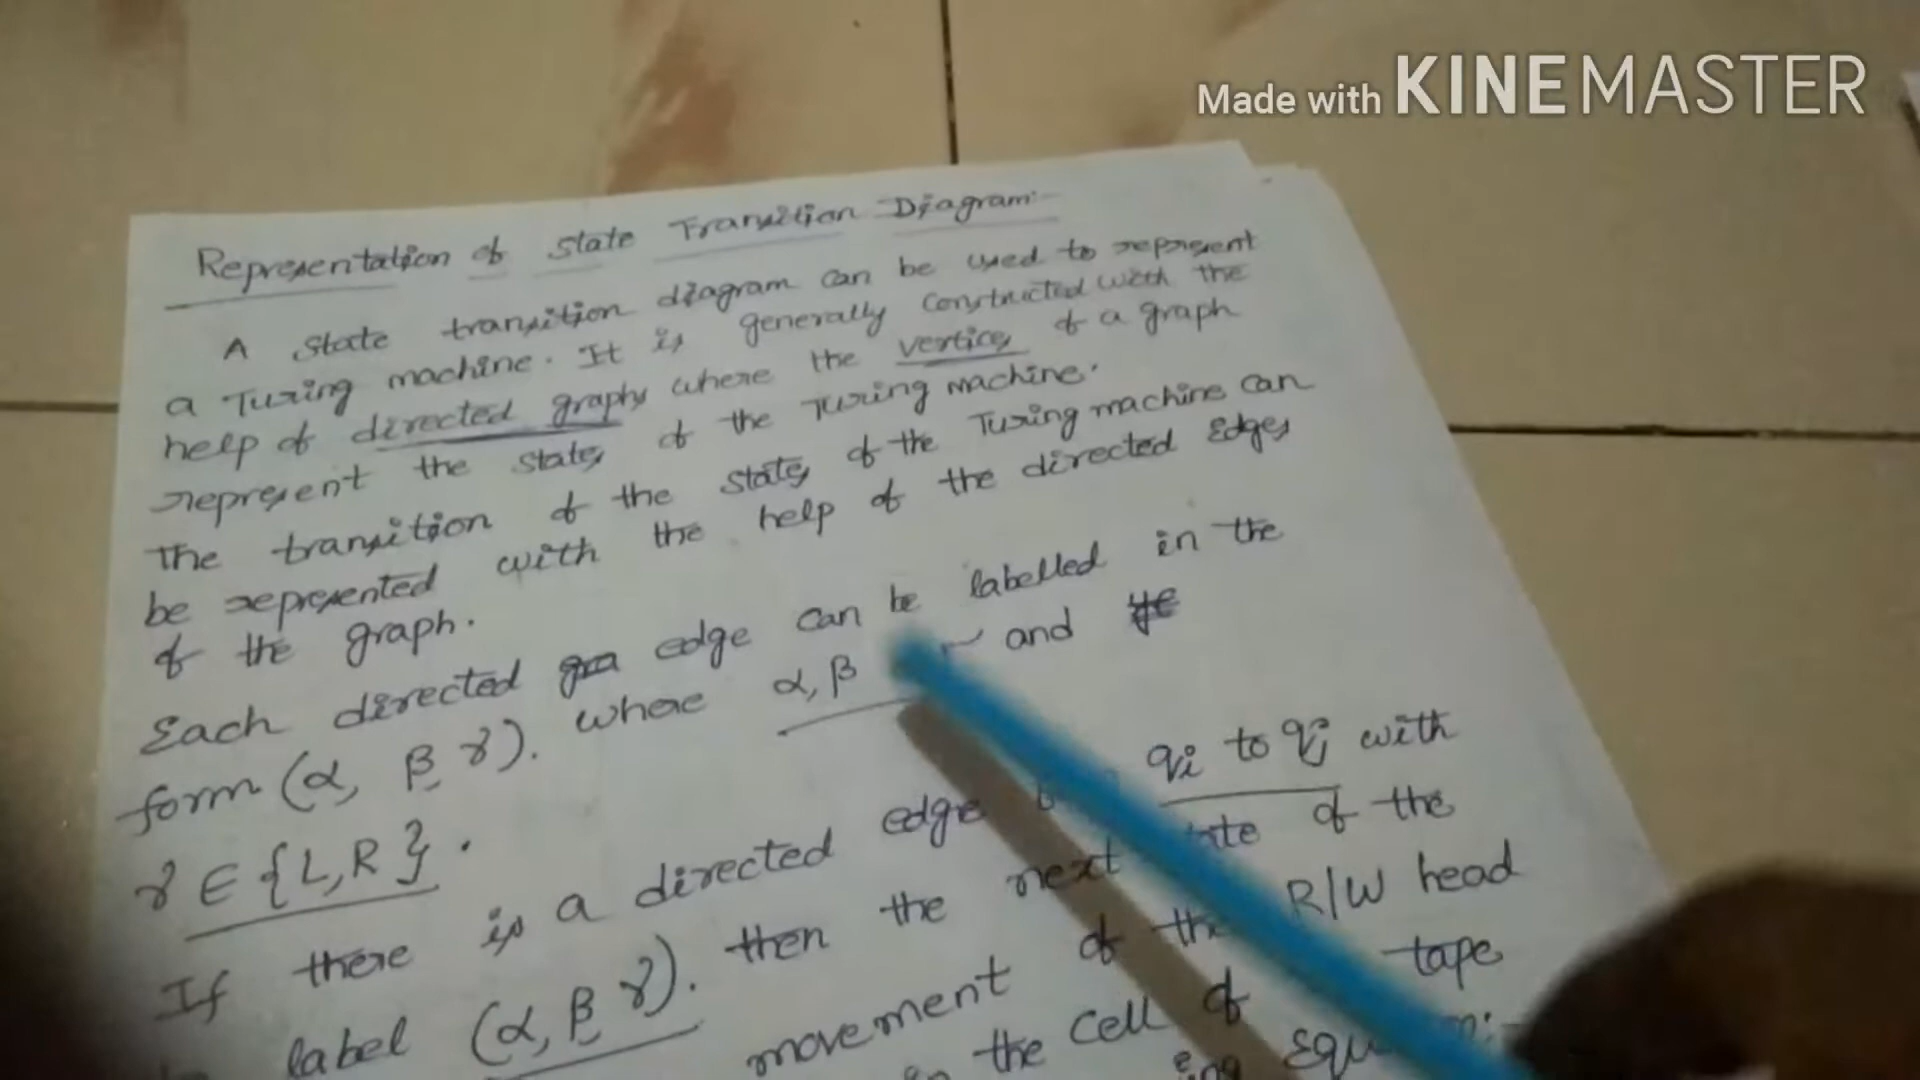 Made with KINEMASTER
Representation of State Transition Diagram:-
A state transition diagram can be used to represent
a Turing machine. It is generally constructed with the
help of directed graphs where the vertices of a graph
represent the states of the Turing machine.
The transition of the states of the Turing machine can
be represented with the help of the directed edges
of the graph.
Each directed edge can be labelled in the
form (α, β, γ). where α, β and
γ ∈ {L,R}.
If there is a directed edge qi to qj with
label (α, β, γ). then the next of the
movement of the R/W head
in the cell of tape